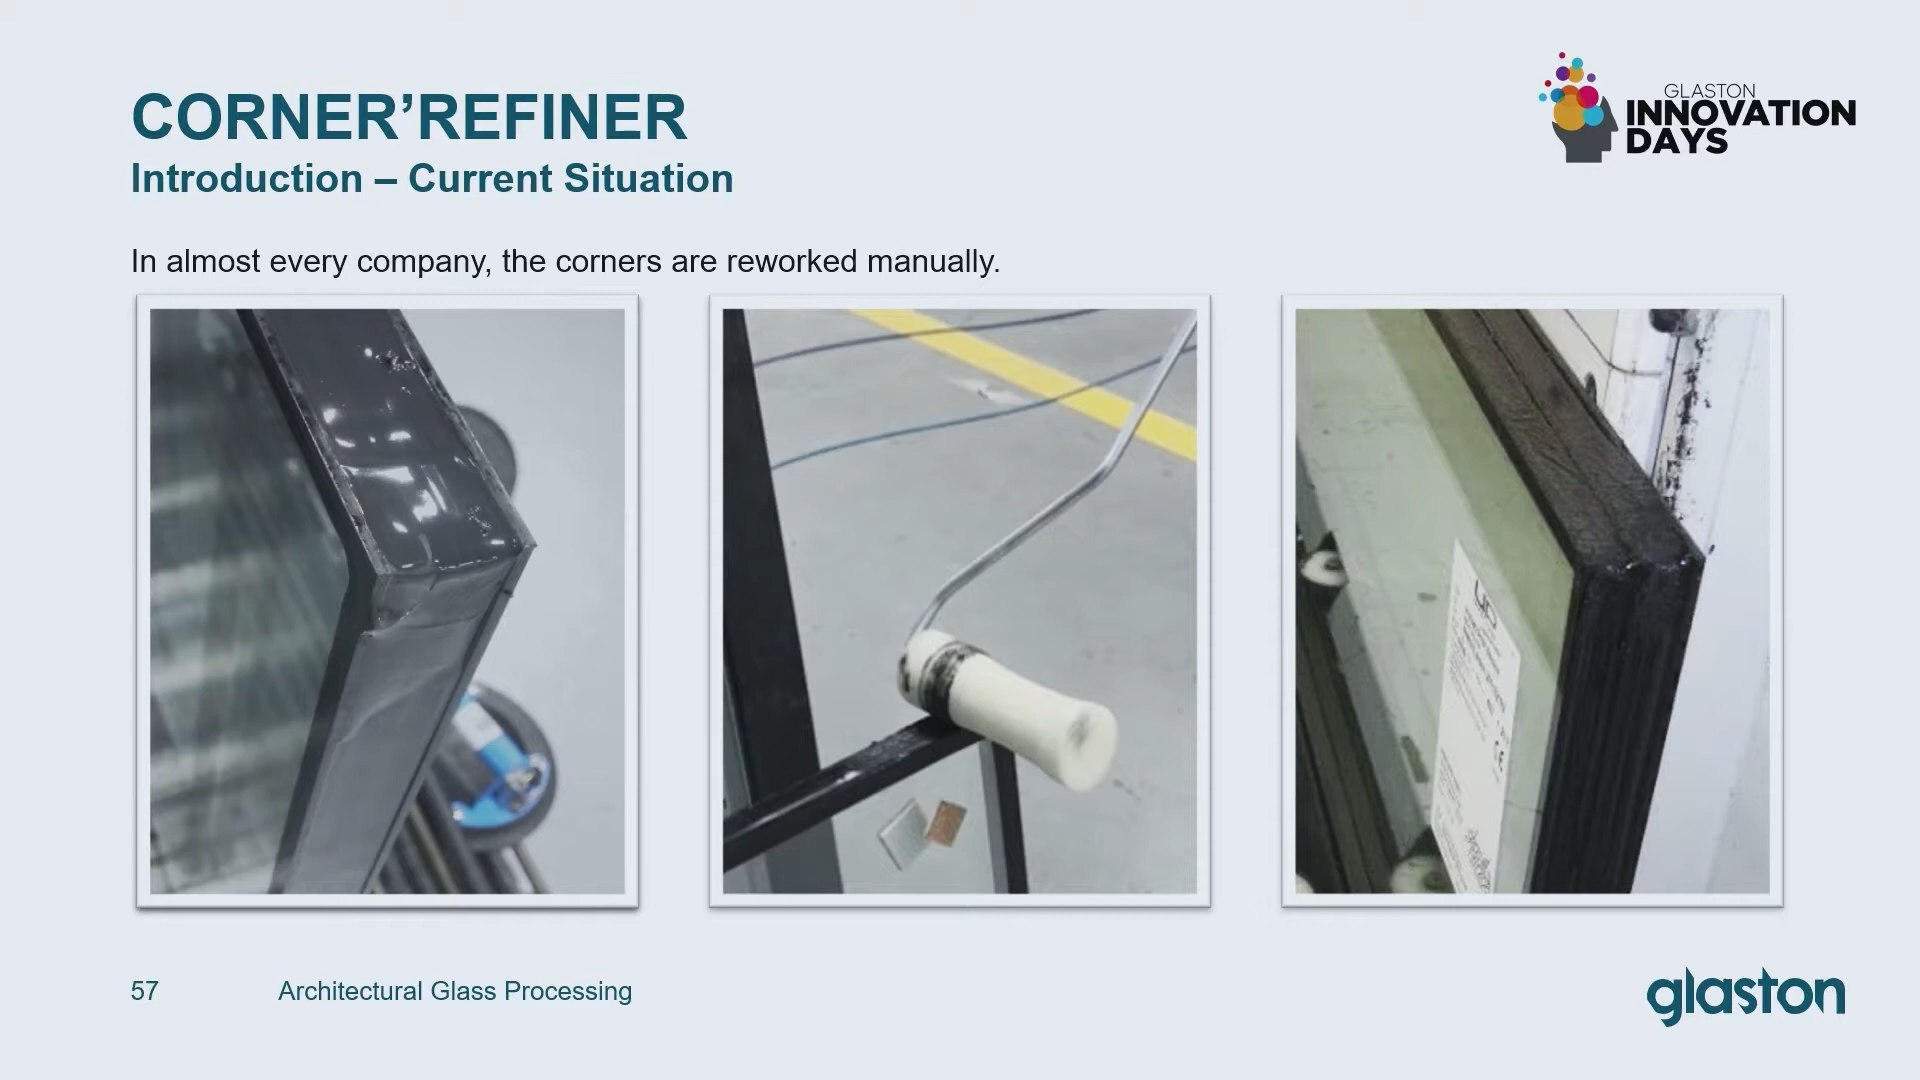 CORNER’REFINER
Introduction – Current Situation
GLASTON
INNOVATION
DAYS
In almost every company, the corners are reworked manually.
57
Architectural Glass Processing
glaston